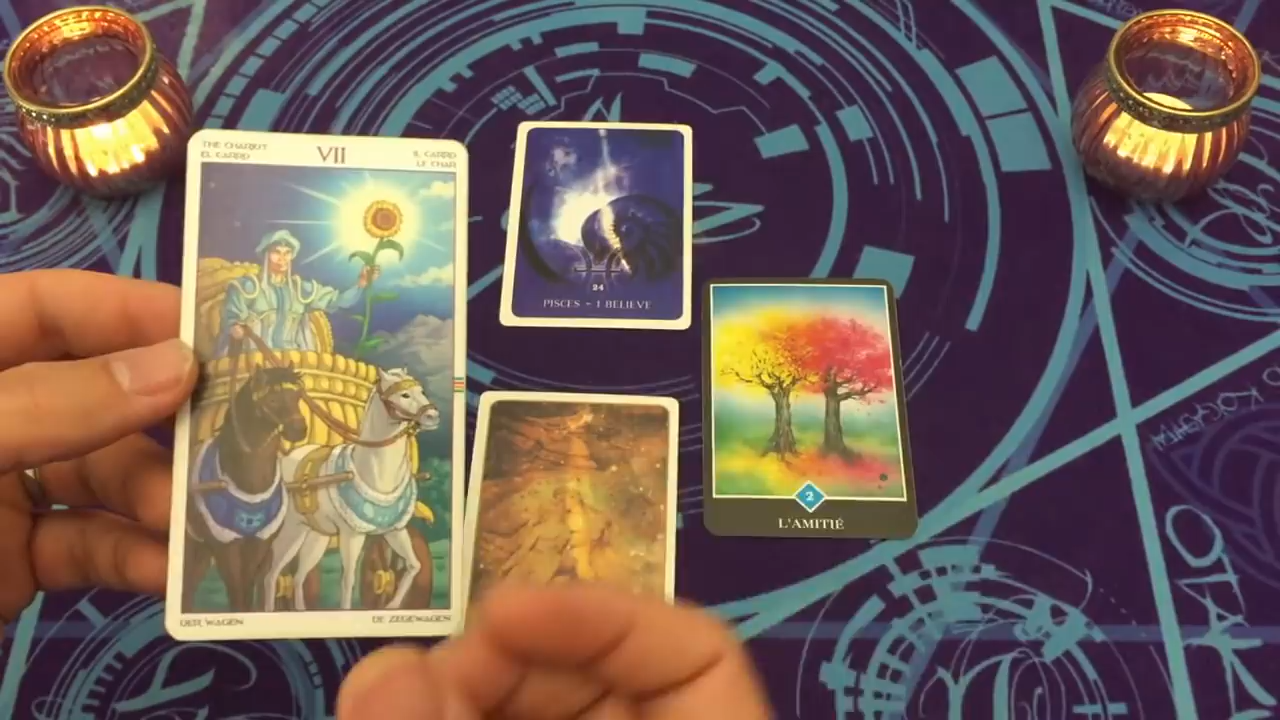 THE CHARIOT
EL CARRO
VII
IL CARRO
LE CHAR
DER WAGEN
DE ZEGEWAGEN
24
PISCES - I BELIEVE
2
L'AMITIÉ